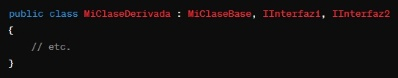 public class MiClaseDerivada : MiClaseBase, IInterfaz1, IInterfaz2
{
// etc.
}